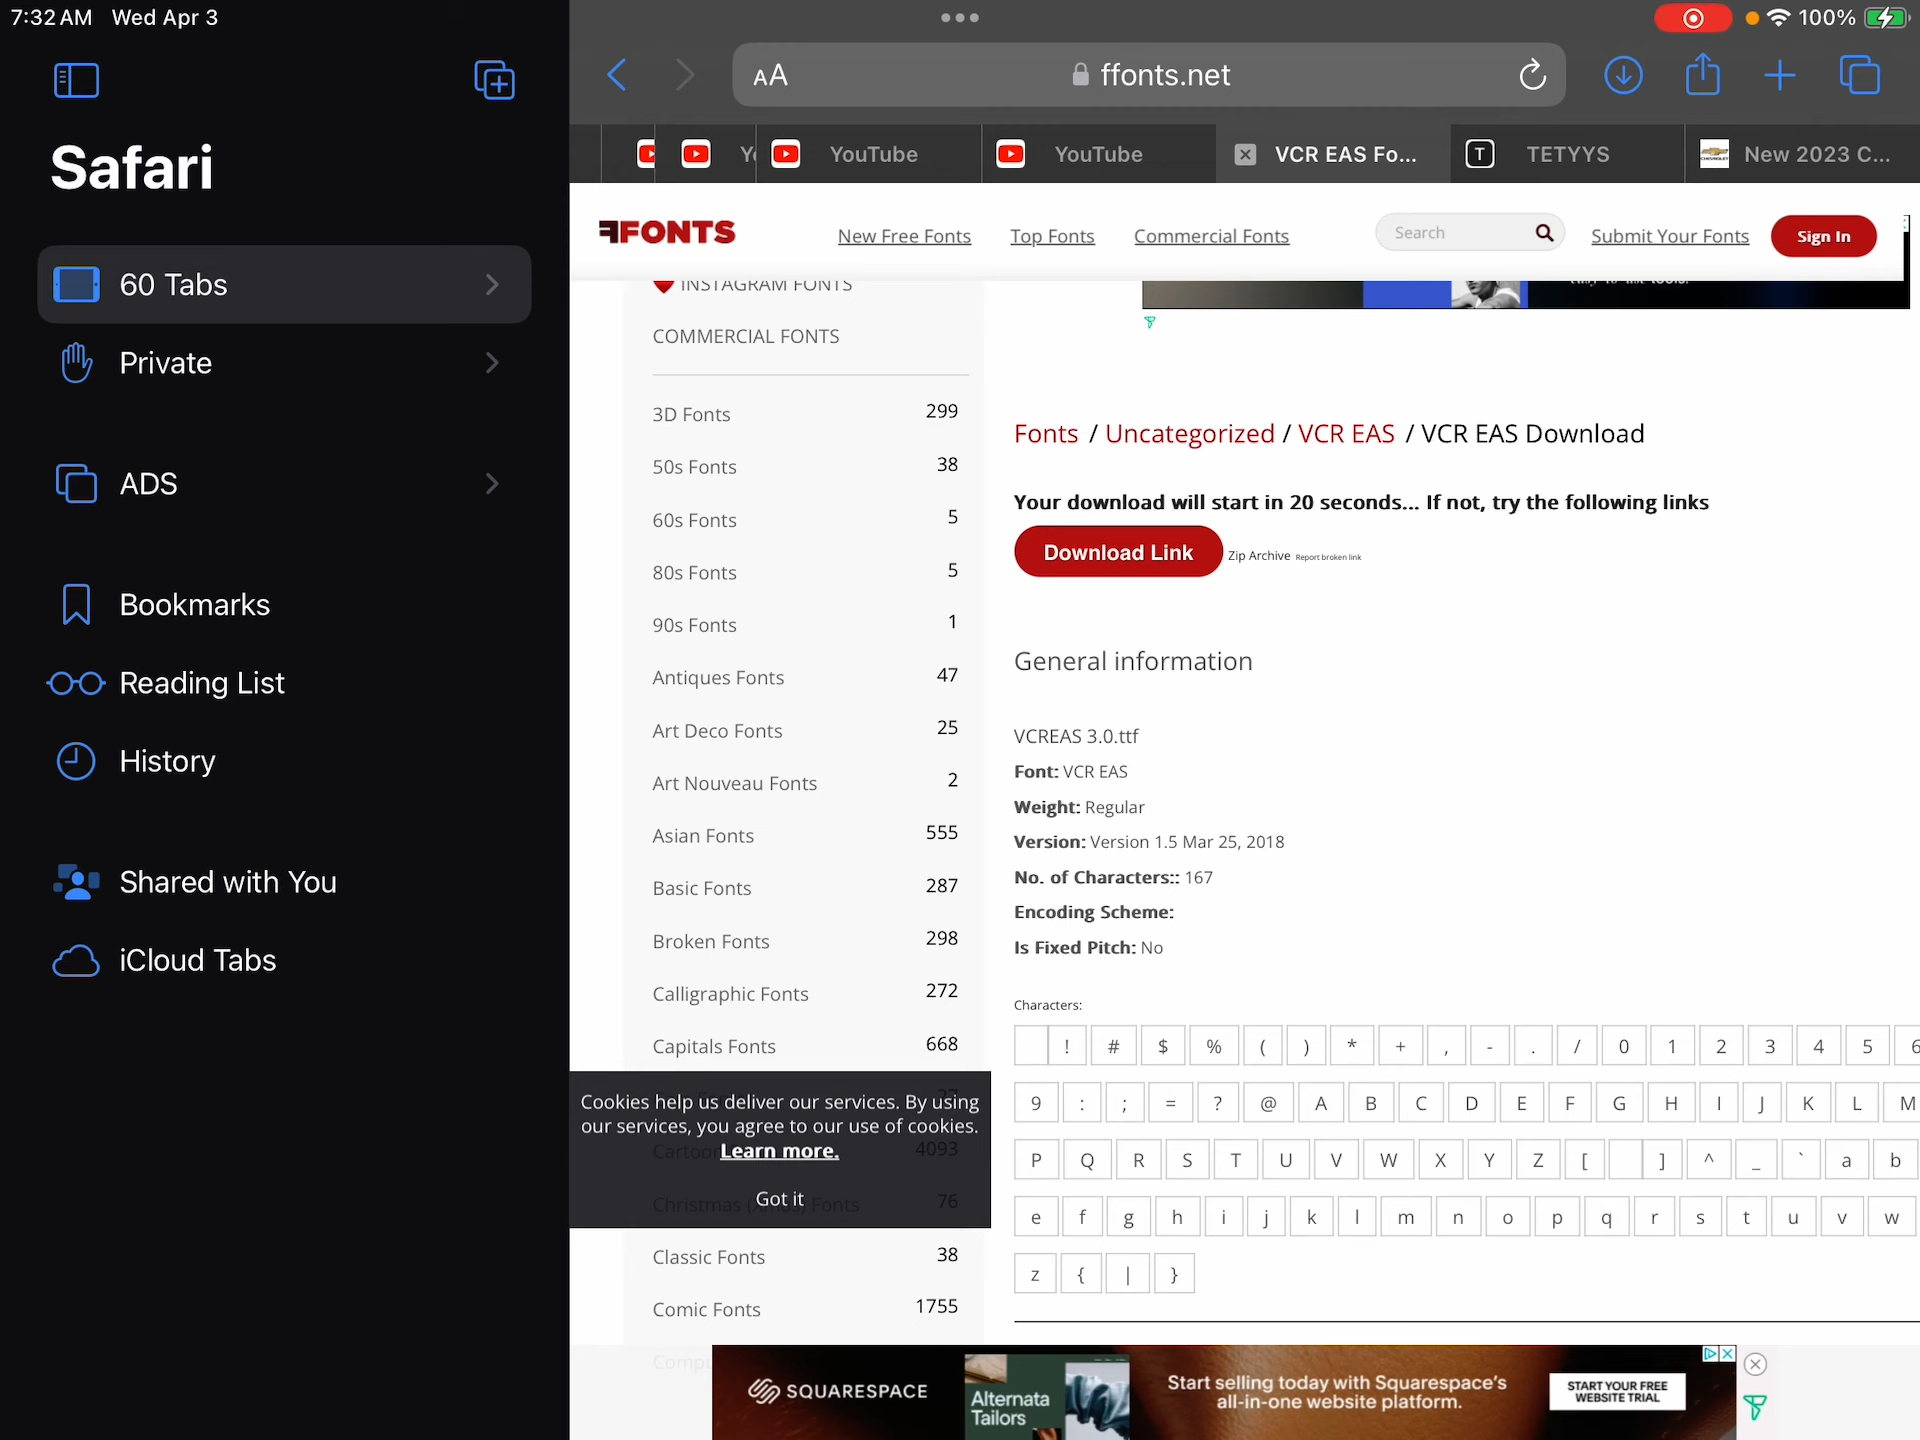 7:32 AM Wed Apr 3
100%
Safari
60 Tabs
Private
ADS
Bookmarks
Reading List
History
Shared with You
iCloud Tabs
AA
ffonts.net
YouTube
YouTube
VCR EAS Fo...
T TETYYS
New 2023 C...
FFONTS
New Free Fonts
Top Fonts
Commercial Fonts
Search
Submit Your Fonts
Sign In
INSTAGRAM FONTS
COMMERCIAL FONTS
3D Fonts 299
50s Fonts 38
60s Fonts 5
80s Fonts 5
90s Fonts 1
Antiques Fonts 47
Art Deco Fonts 25
Art Nouveau Fonts 2
Asian Fonts 555
Basic Fonts 287
Broken Fonts 298
Calligraphic Fonts 272
Capitals Fonts 668
Cookies help us deliver our services. By using
our services, you agree to our use of cookies.
Learn more.
Got it
Cartoon 4093
Christmas (Xmas) Fonts 76
Classic Fonts 38
Comic Fonts 1755
Fonts / Uncategorized / VCR EAS / VCR EAS Download
Your download will start in 20 seconds... If not, try the following links
Download Link Zip Archive Report broken link
General information
VCREAS 3.0.ttf
Font: VCR EAS
Weight: Regular
Version: Version 1.5 Mar 25, 2018
No. of Characters:: 167
Encoding Scheme:
Is Fixed Pitch: No
Characters:
! # $ % ( ) * + , - . / 0 1 2 3 4 5 6
9 : ; = ? @ A B C D E F G H I J K L M
P Q R S T U V W X Y Z [ ] ^ _ ` a b
e f g h i j k l m n o p q r s t u v w
z { | }
SQUARESPACE
Alternata
Tailors
Start selling today with Squarespace's
all-in-one website platform.
START YOUR FREE
WEBSITE TRIAL